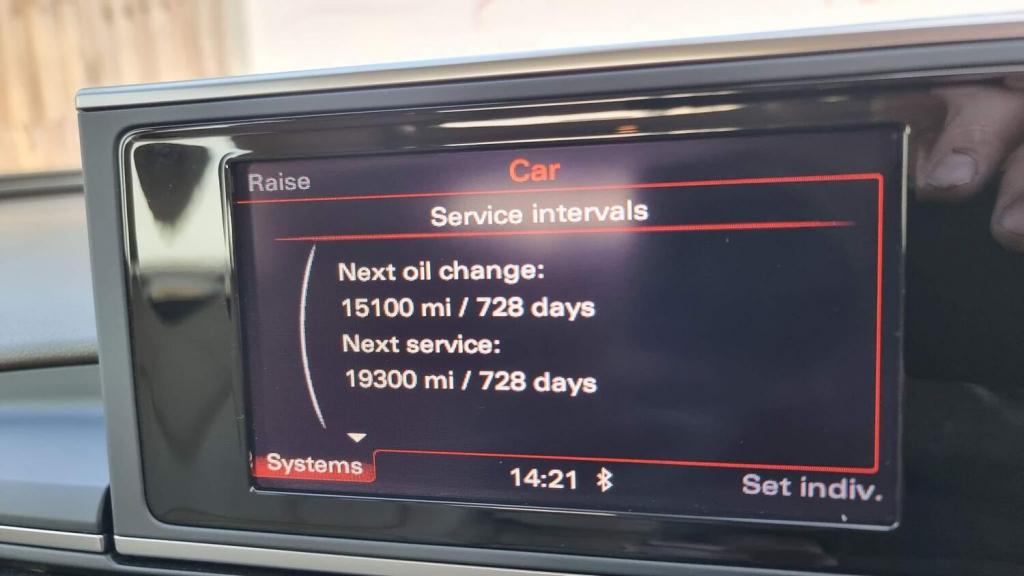 Raise
Car
Service intervals
Next oil change:
15100 mi / 728 days
Next service:
19300 mi / 728 days
Systems
14:21
Set indiv.